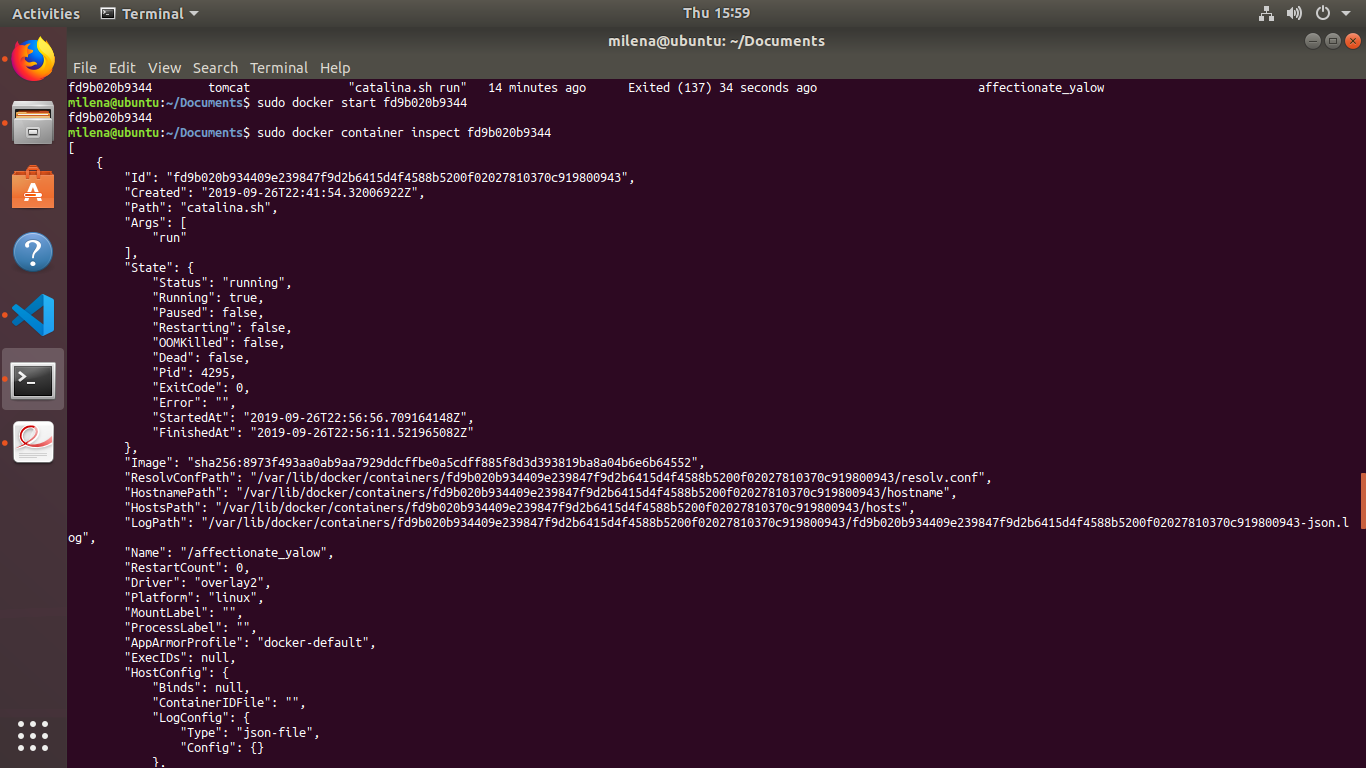 Activities Terminal Thu 15:59
milena@ubuntu: ~/Documents
File Edit View Search Terminal Help
fd9b020b9344        tomcat              "catalina.sh run"   14 minutes ago      Exited (137) 34 seconds ago                       affectionate_yalow
milena@ubuntu:~/Documents$ sudo docker start fd9b020b9344
fd9b020b9344
milena@ubuntu:~/Documents$ sudo docker container inspect fd9b020b9344
[
    {
        "Id": "fd9b020b934409e239847f9d2b6415d4f4588b5200f02027810370c919800943",
        "Created": "2019-09-26T22:41:54.32006922Z",
        "Path": "catalina.sh",
        "Args": [
            "run"
        ],
        "State": {
            "Status": "running",
            "Running": true,
            "Paused": false,
            "Restarting": false,
            "OOMKilled": false,
            "Dead": false,
            "Pid": 4295,
            "ExitCode": 0,
            "Error": "",
            "StartedAt": "2019-09-26T22:56:56.709164148Z",
            "FinishedAt": "2019-09-26T22:56:11.521965082Z"
        },
        "Image": "sha256:8973f493aa0ab9aa7929ddcffbe0a5cdff885f8d3d393819ba8a04b6e6b64552",
        "ResolvConfPath": "/var/lib/docker/containers/fd9b020b934409e239847f9d2b6415d4f4588b5200f02027810370c919800943/resolv.conf",
        "HostnamePath": "/var/lib/docker/containers/fd9b020b934409e239847f9d2b6415d4f4588b5200f02027810370c919800943/hostname",
        "HostsPath": "/var/lib/docker/containers/fd9b020b934409e239847f9d2b6415d4f4588b5200f02027810370c919800943/hosts",
        "LogPath": "/var/lib/docker/containers/fd9b020b934409e239847f9d2b6415d4f4588b5200f02027810370c919800943/fd9b020b934409e239847f9d2b6415d4f4588b5200f02027810370c919800943-json.l
og",
        "Name": "/affectionate_yalow",
        "RestartCount": 0,
        "Driver": "overlay2",
        "Platform": "linux",
        "MountLabel": "",
        "ProcessLabel": "",
        "AppArmorProfile": "docker-default",
        "ExecIDs": null,
        "HostConfig": {
            "Binds": null,
            "ContainerIDFile": "",
            "LogConfig": {
                "Type": "json-file",
                "Config": {}
            },